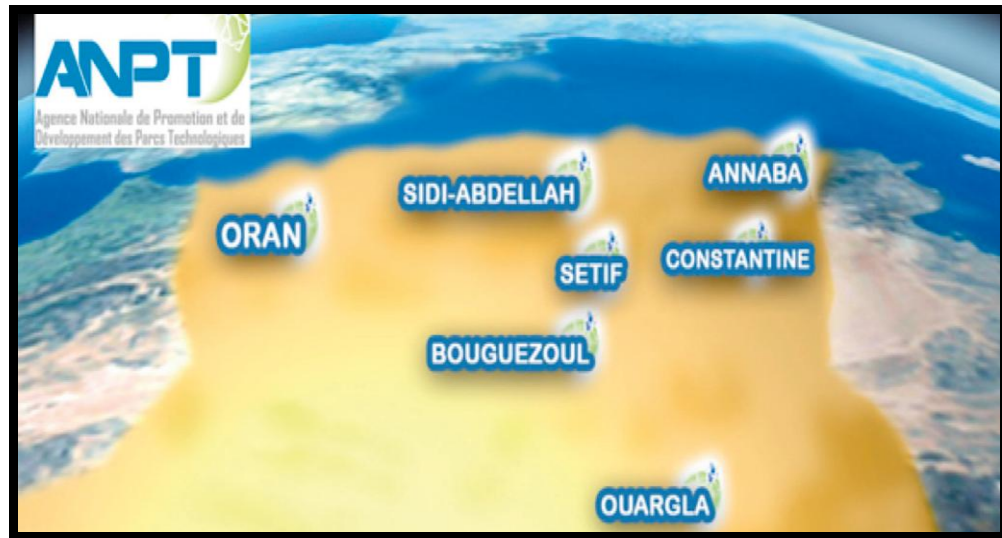 ANPT
Agence Nationale de Promotion et de
Développement des Parcs Technologiques
ANNABA
SIDI-ABDELLAH
ORAN
CONSTANTINE
SETIF
BOUGUEZOUL
OUARGLA